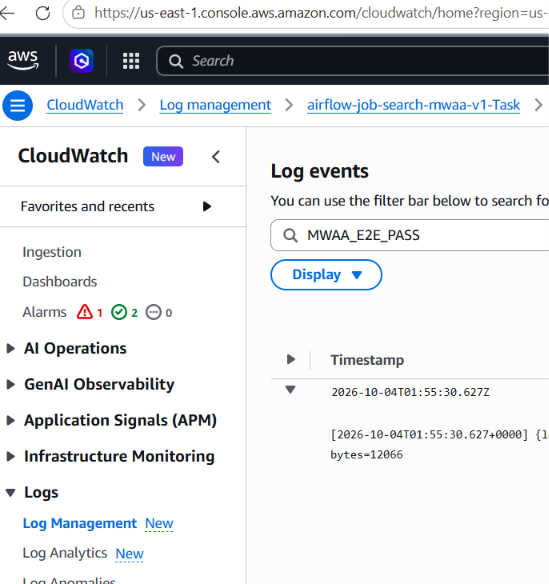 https://us-east-1.console.aws.amazon.com/cloudwatch/home?region=us-
aws
Search
CloudWatch > Log management > airflow-job-search-mwaa-v1-Task >
CloudWatch New
Favorites and recents
Ingestion
Dashboards
Alarms 1 2 0
AI Operations
GenAI Observability
Application Signals (APM)
Infrastructure Monitoring
Logs
Log Management New
Log Analytics New
Log Anomalies
Log events
You can use the filter bar below to search fo
MWAA_E2E_PASS
Display
Timestamp
2026-10-04T01:55:30.627Z
[2026-10-04T01:55:30.627+0000] {l
bytes=12066